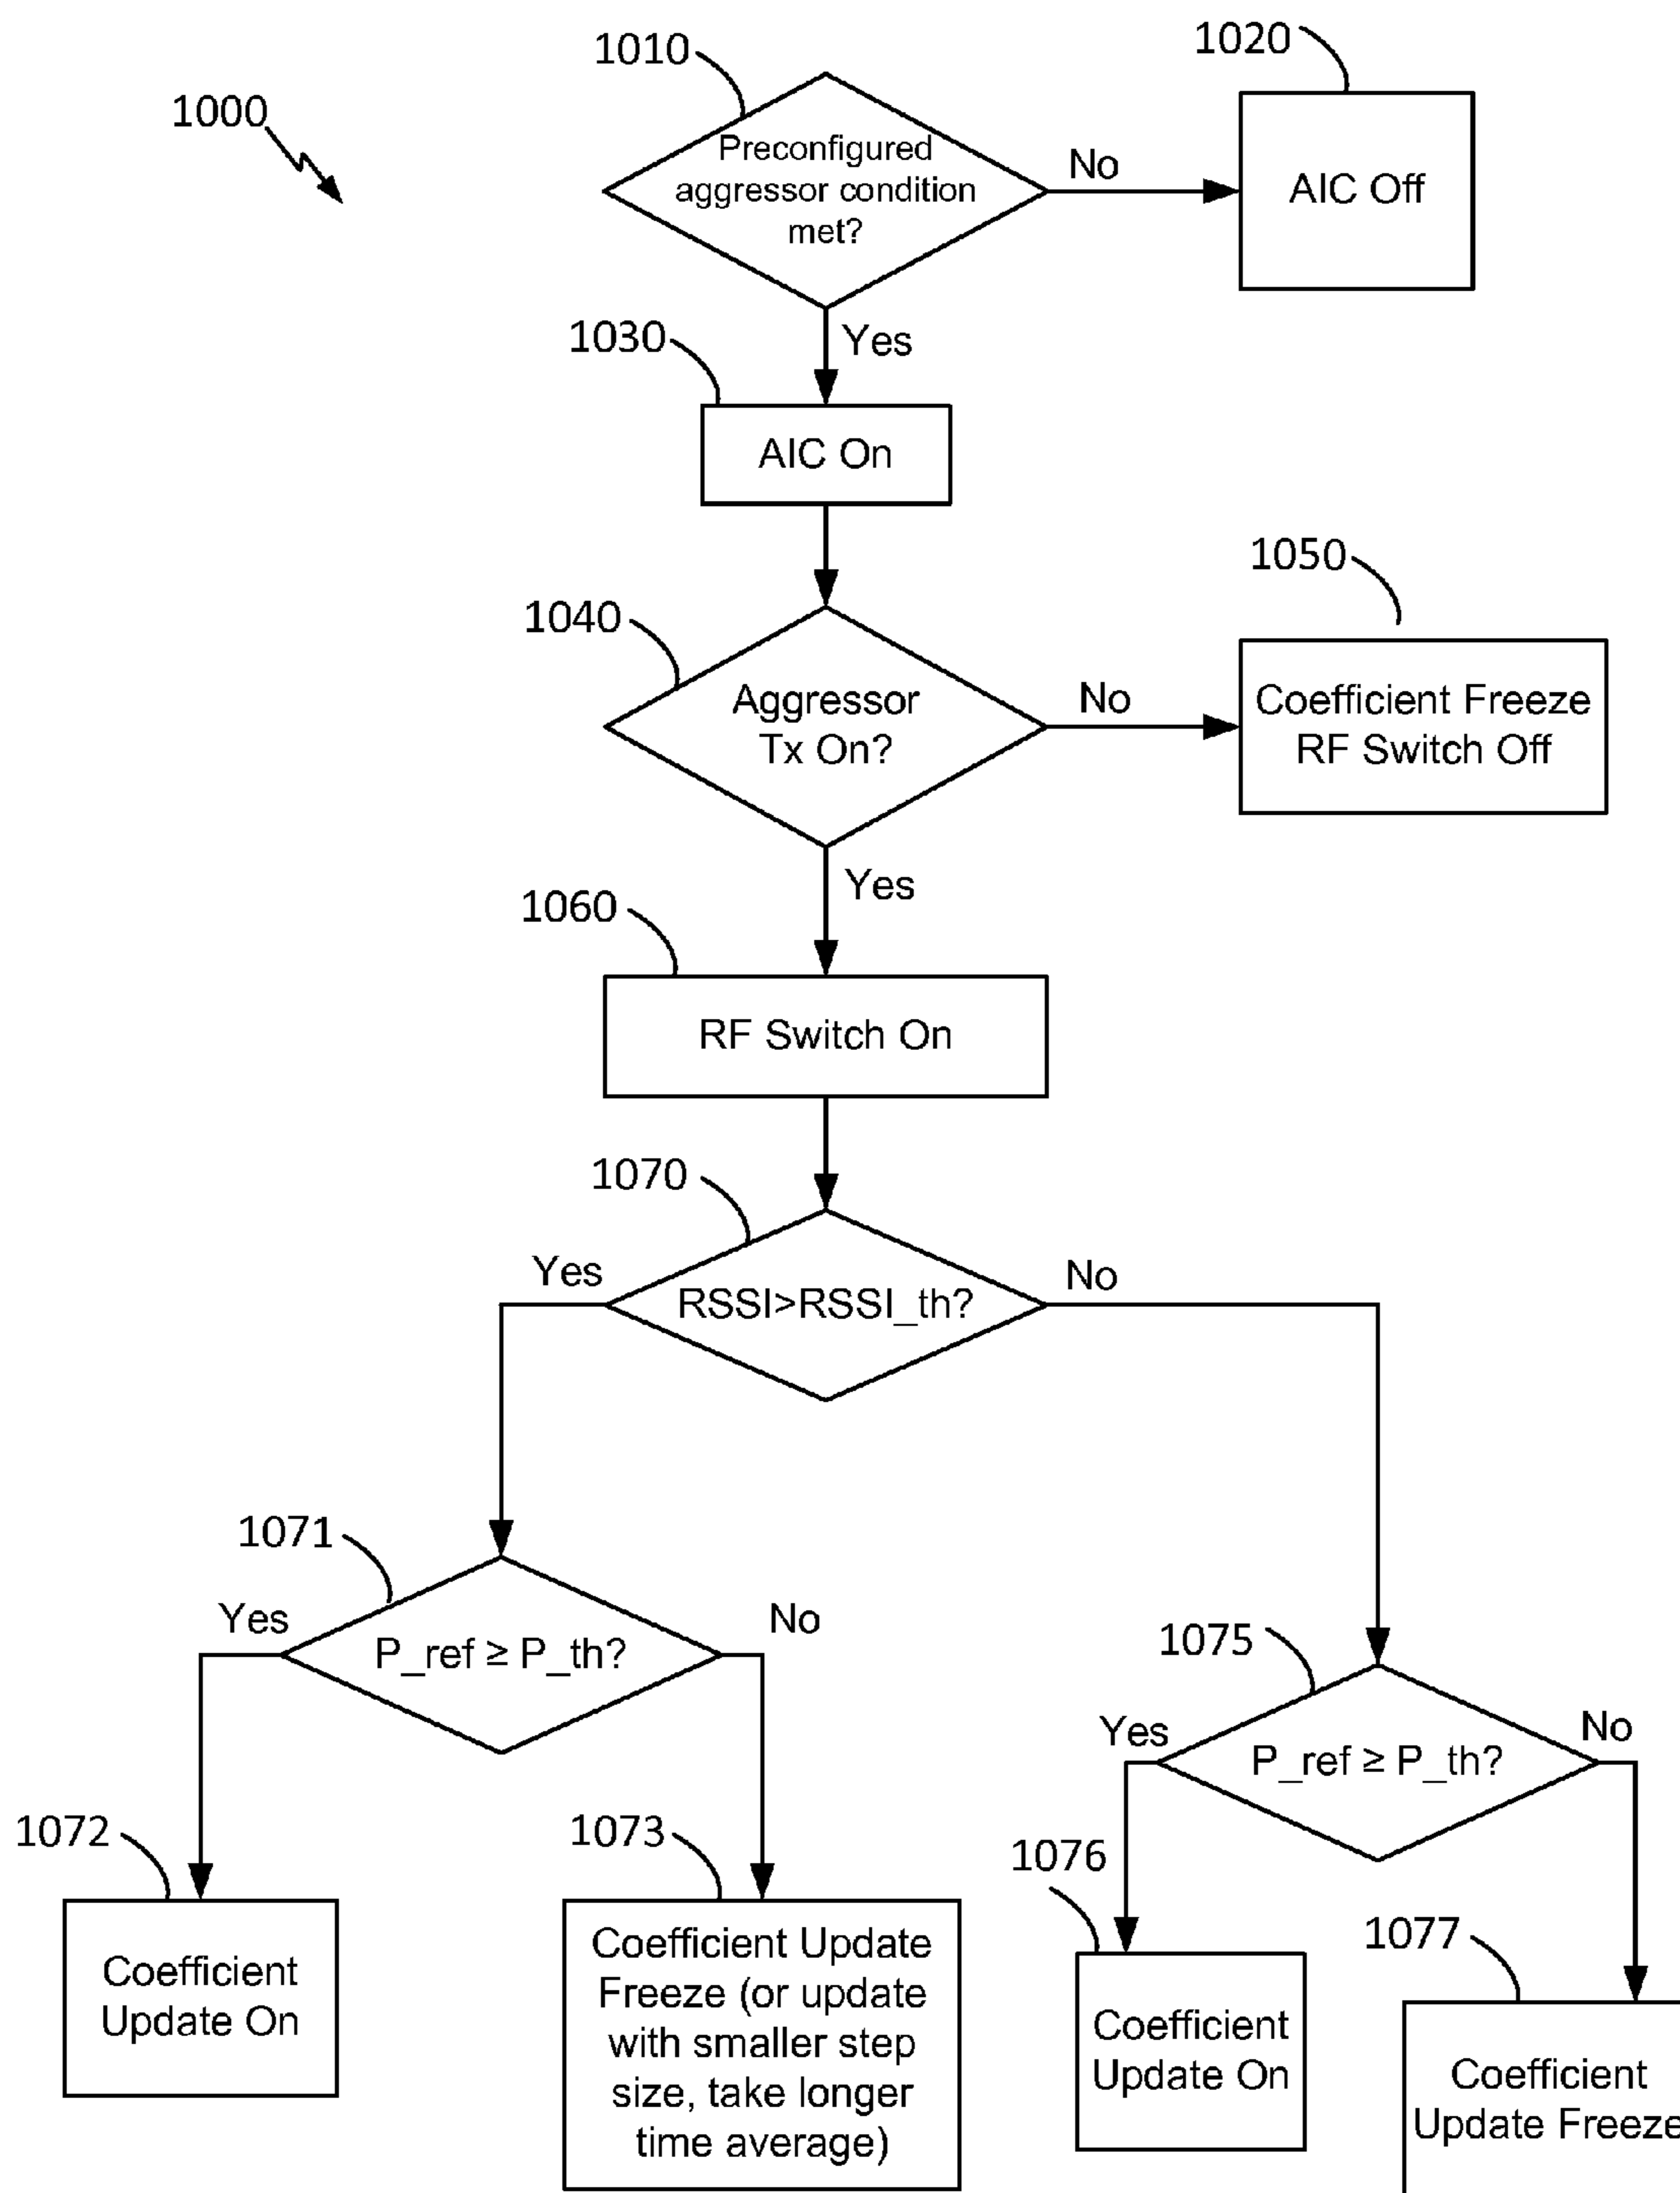 1010
1020
1000
Preconfigured
aggressor condition
met?
No
AIC Off
Yes
1030
AIC On
1050
1040
Aggressor
Tx On?
No
Coefficient Freeze
RF Switch Off
Yes
1060
RF Switch On
1070
Yes
RSSI>RSSI_th?
No
1071
Yes
P_ref ≥ P_th?
No
1075
Yes
P_ref ≥ P_th?
No
1072
1073
1076
1077
Coefficient
Update On
Coefficient Update
Freeze (or update
with smaller step
size, take longer
time average)
Coefficient
Update On
Coefficient
Update Freeze